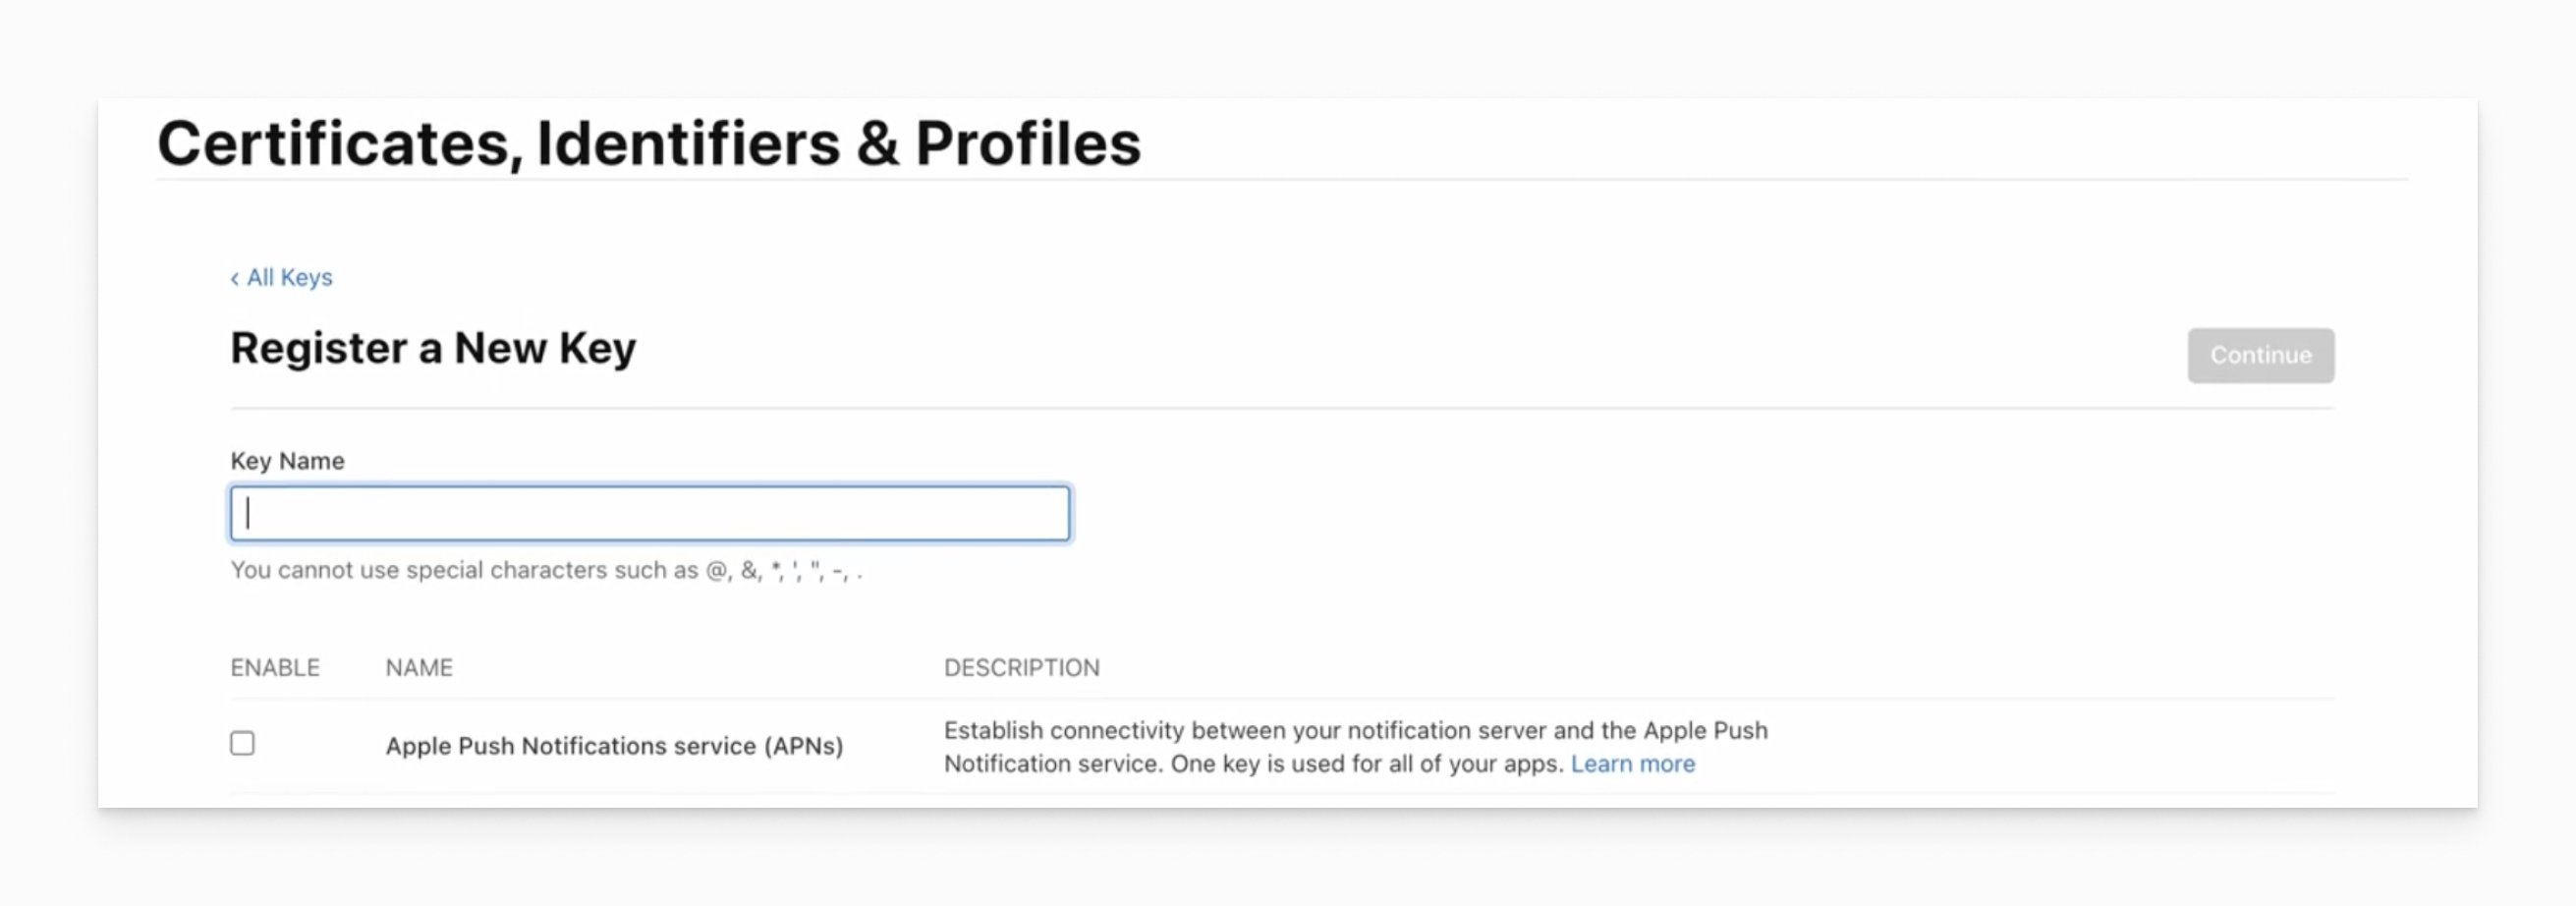 Certificates, Identifiers & Profiles
‹ All Keys
Register a New Key
Continue
Key Name
You cannot use special characters such as @, &, *, ', ", -, .
ENABLE NAME DESCRIPTION
Apple Push Notifications service (APNs)
Establish connectivity between your notification server and the Apple Push
Notification service. One key is used for all of your apps. Learn more